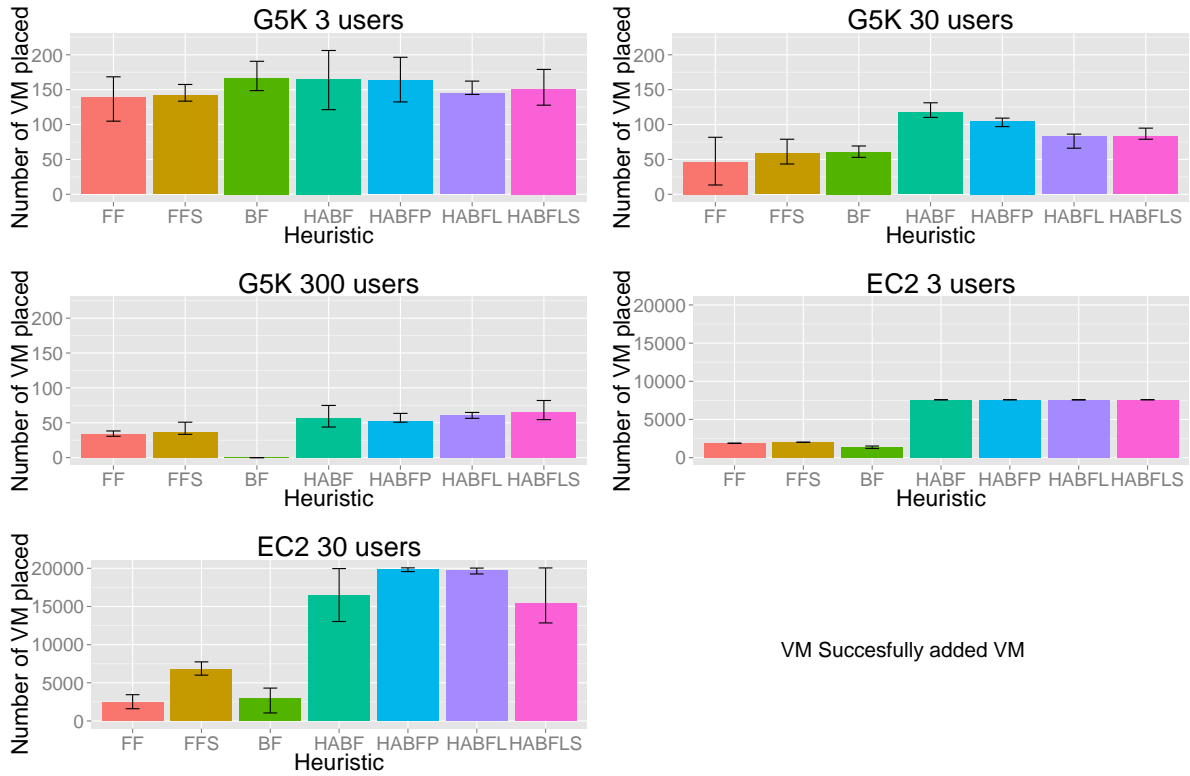 G5K 3 users
Number of VM placed
200
150
100
50
0
FF FFS BF HABF HABFP HABFL HABFLS
Heuristic
G5K 30 users
Number of VM placed
200
150
100
50
0
FF FFS BF HABF HABFP HABFL HABFLS
Heuristic
G5K 300 users
Number of VM placed
200
150
100
50
0
FF FFS BF HABF HABFP HABFL HABFLS
Heuristic
EC2 3 users
Number of VM placed
20000
15000
10000
5000
0
FF FFS BF HABF HABFP HABFL HABFLS
Heuristic
EC2 30 users
Number of VM placed
20000
15000
10000
5000
0
FF FFS BF HABF HABFP HABFL HABFLS
Heuristic
VM Succesfully added VM